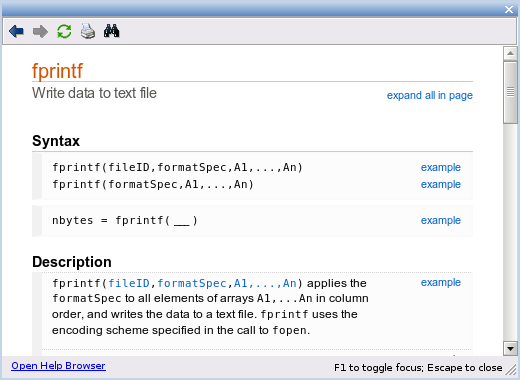 fprintf
Write data to text file
expand all in page
Syntax
fprintf(fileID,formatSpec,A1,...,An) example
fprintf(formatSpec,A1,...,An) example
nbytes = fprintf( __ ) example
Description
fprintf(fileID,formatSpec,A1,...,An) applies the example
formatSpec to all elements of arrays A1,...An in column
order, and writes the data to a text file. fprintf uses the
encoding scheme specified in the call to fopen.
Open Help Browser
F1 to toggle focus; Escape to close